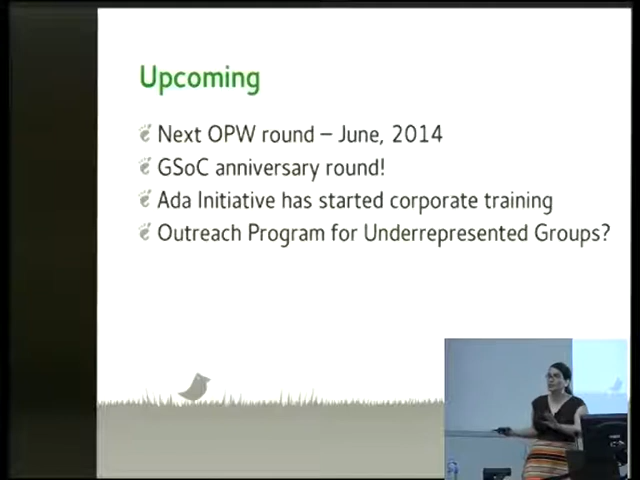 Upcoming
Next OPW round – June, 2014
GSoC anniversary round!
Ada Initiative has started corporate training
Outreach Program for Underrepresented Groups?